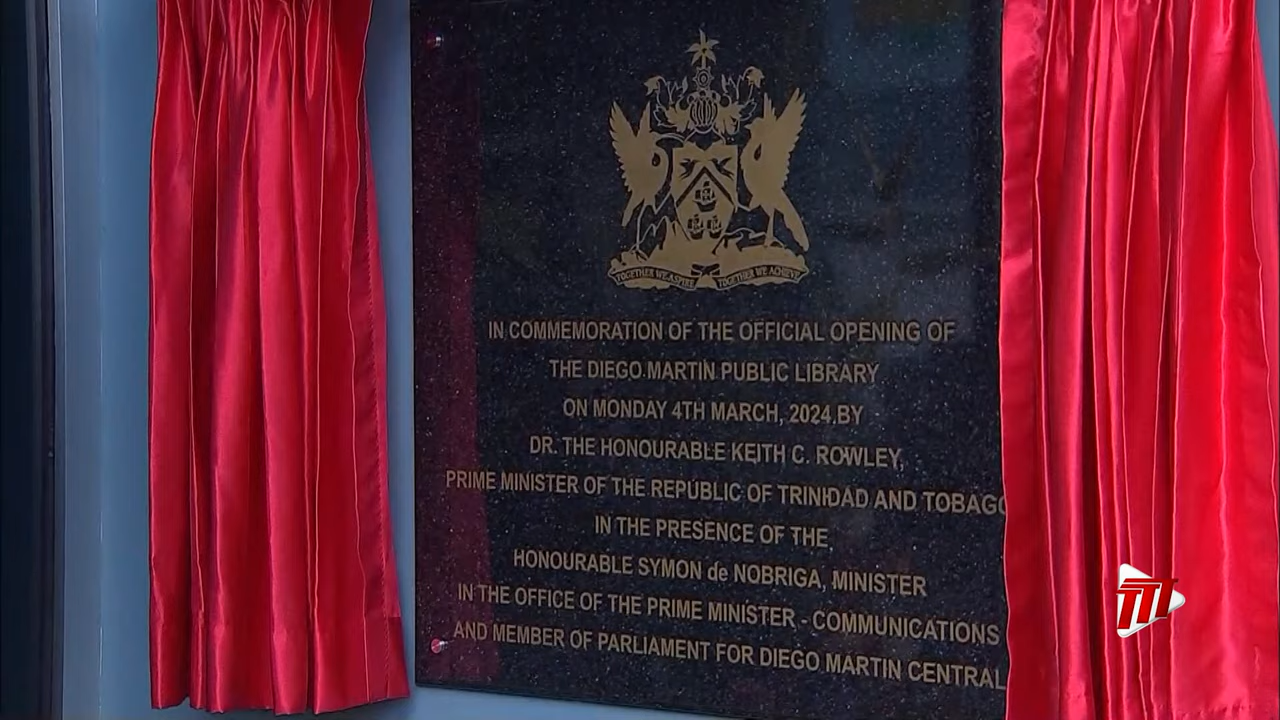 TOGETHER WE ASPIRE TOGETHER WE ACHIEVE
IN COMMEMORATION OF THE OFFICIAL OPENING OF
THE DIEGO MARTIN PUBLIC LIBRARY
ON MONDAY 4TH MARCH, 2024 BY
DR. THE HONOURABLE KEITH C. ROWLEY,
PRIME MINISTER OF THE REPUBLIC OF TRINIDAD AND TOBAGO
IN THE PRESENCE OF THE
HONOURABLE SYMON de NOBRIGA, MINISTER
IN THE OFFICE OF THE PRIME MINISTER - COMMUNICATIONS
AND MEMBER OF PARLIAMENT FOR DIEGO MARTIN CENTRAL